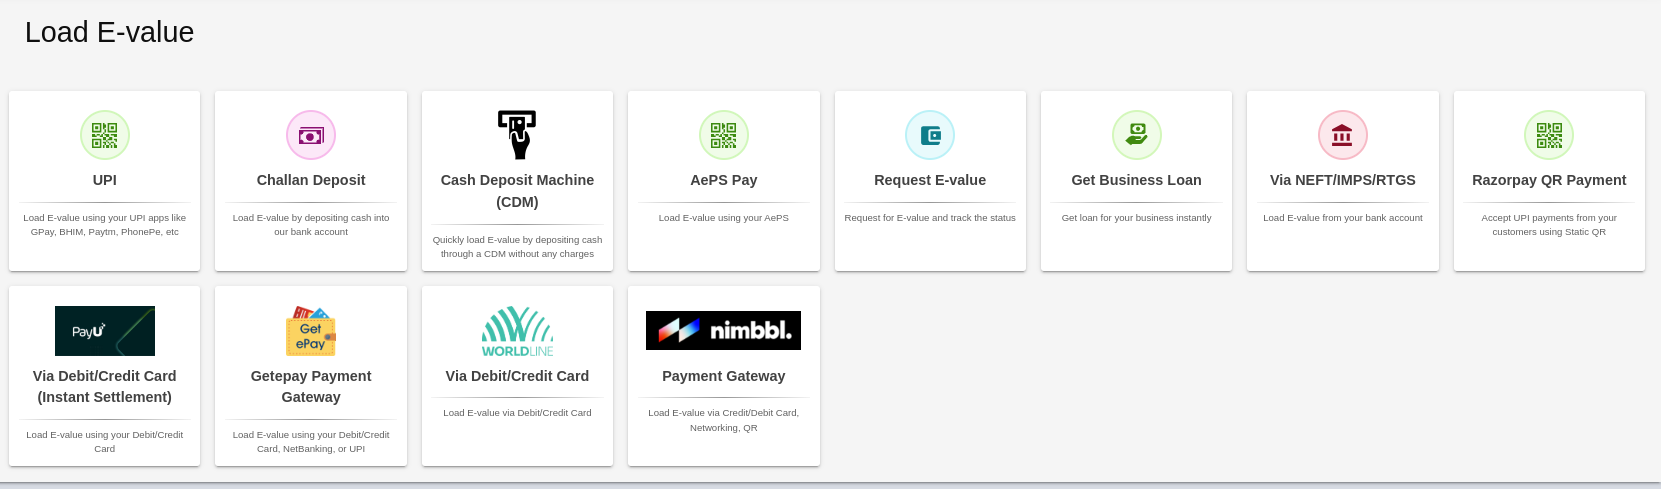 Load E-value
UPI
Load E-value using your UPI apps like
GPay, BHIM, Paytm, PhonePe, etc
Challan Deposit
Load E-value by depositing cash into
our bank account
Cash Deposit Machine
(CDM)
Quickly load E-value by depositing cash
through a CDM without any charges
AePS Pay
Load E-value using your AePS
Request E-value
Request for E-value and track the status
Get Business Loan
Get loan for your business instantly
Via NEFT/IMPS/RTGS
Load E-value from your bank account
Razorpay QR Payment
Accept UPI payments from your
customers using Static QR
PayU
Via Debit/Credit Card
(Instant Settlement)
Load E-value using your Debit/Credit
Card
Get
ePay
Getepay Payment
Gateway
Load E-value using your Debit/Credit
Card, NetBanking, or UPI
WORLDLINE
Via Debit/Credit Card
Load E-value via Debit/Credit Card
nimbbl.
Payment Gateway
Load E-value via Credit/Debit Card,
Networking, QR